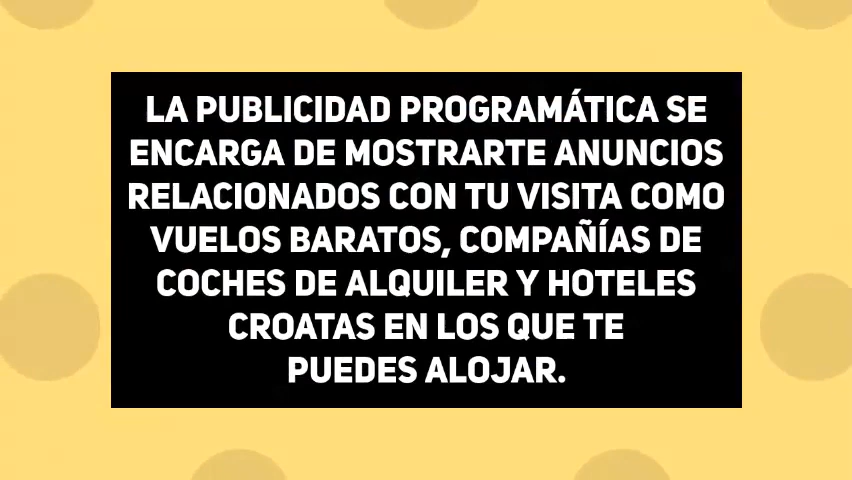 LA PUBLICIDAD PROGRAMÁTICA SE
ENCARGA DE MOSTRARTE ANUNCIOS
RELACIONADOS CON TU VISITA COMO
VUELOS BARATOS, COMPAÑÍAS DE
COCHES DE ALQUILER Y HOTELES
CROATAS EN LOS QUE TE
PUEDES ALOJAR.